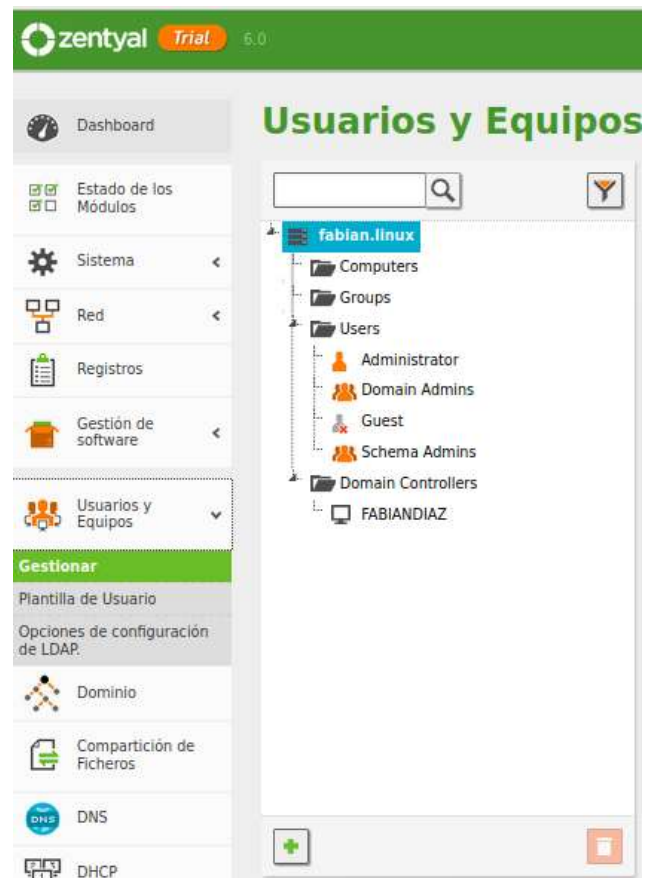 zentyal Trial 6.0
Dashboard
Estado de los
Módulos
Sistema
Red
Registros
Gestión de
software
Usuarios y
Equipos
Gestionar
Plantilla de Usuario
Opciones de configuración
de LDAP.
Dominio
Compartición de
Ficheros
DNS
DNS
DHCP
Usuarios y Equipos
fabian.linux
Computers
Groups
Users
Administrator
Domain Admins
Guest
Schema Admins
Domain Controllers
FABIANDIAZ